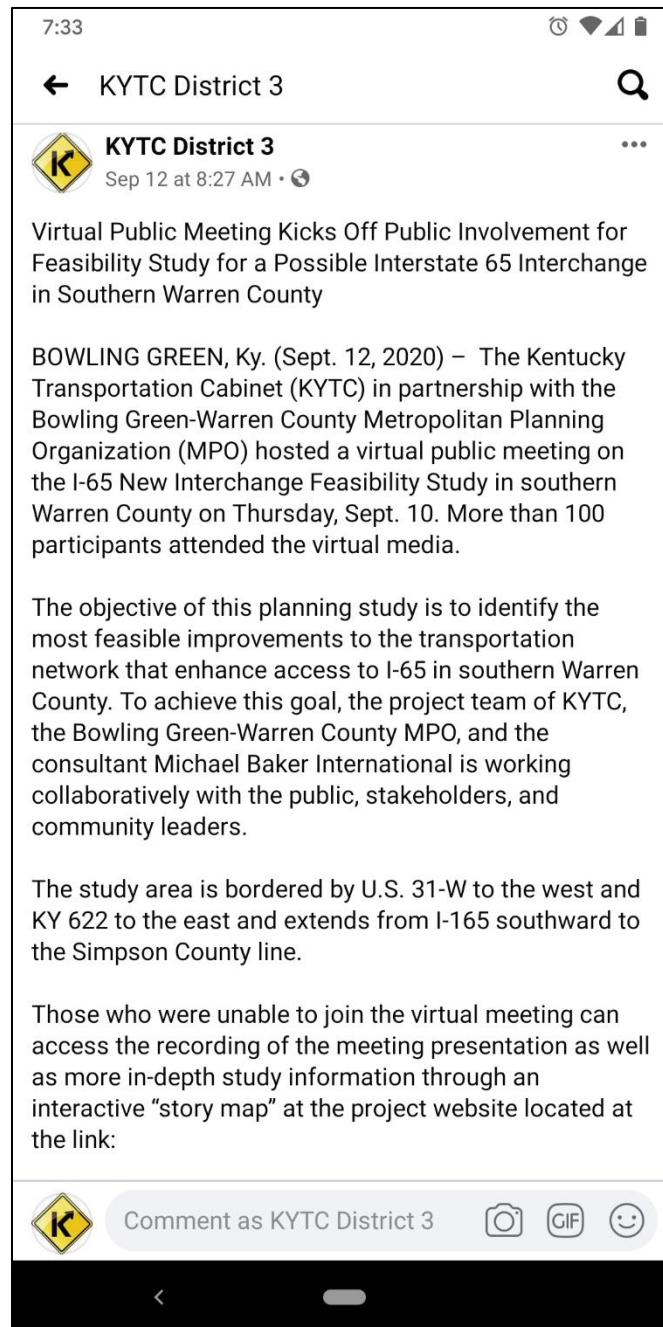 7:33
KYTC District 3
KYTC District 3
Sep 12 at 8:27 AM •
Virtual Public Meeting Kicks Off Public Involvement for
Feasibility Study for a Possible Interstate 65 Interchange
in Southern Warren County
BOWLING GREEN, Ky. (Sept. 12, 2020) – The Kentucky
Transportation Cabinet (KYTC) in partnership with the
Bowling Green-Warren County Metropolitan Planning
Organization (MPO) hosted a virtual public meeting on
the I-65 New Interchange Feasibility Study in southern
Warren County on Thursday, Sept. 10. More than 100
participants attended the virtual media.
The objective of this planning study is to identify the
most feasible improvements to the transportation
network that enhance access to I-65 in southern Warren
County. To achieve this goal, the project team of KYTC,
the Bowling Green-Warren County MPO, and the
consultant Michael Baker International is working
collaboratively with the public, stakeholders, and
community leaders.
The study area is bordered by U.S. 31-W to the west and
KY 622 to the east and extends from I-165 southward to
the Simpson County line.
Those who were unable to join the virtual meeting can
access the recording of the meeting presentation as well
as more in-depth study information through an
interactive “story map” at the project website located at
the link:
Comment as KYTC District 3
GIF